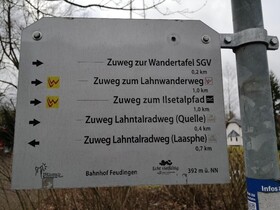 Zuweg zur Wandertafel SGV
0,2 km
Zuweg zum Lahnwanderweg
1,0 km
Zuweg zum Ilsetalpfad
1,0 km
Zuweg Lahntalradweg (Quelle)
0,4 km
Zuweg Lahntalradweg (Laasphe)
0,7 km
Bahnhof Feudingen
392 m ü. NN
Infos